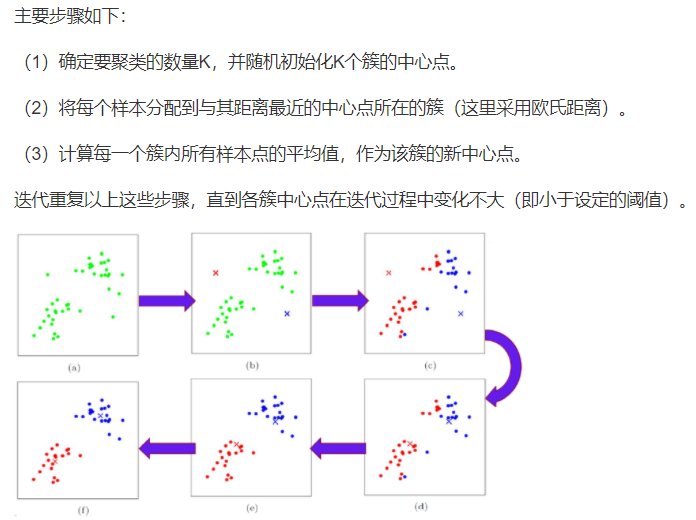 主要步骤如下：
（1）确定要聚类的数量K，并随机初始化K个簇的中心点。
（2）将每个样本分配到与其距离最近的中心点所在的簇（这里采用欧氏距离）。
（3）计算每一个簇内所有样本点的平均值，作为该簇的新中心点。
迭代重复以上这些步骤，直到各簇中心点在迭代过程中变化不大（即小于设定的阈值）。
(a)
(b)
(c)
(f)
(e)
(d)